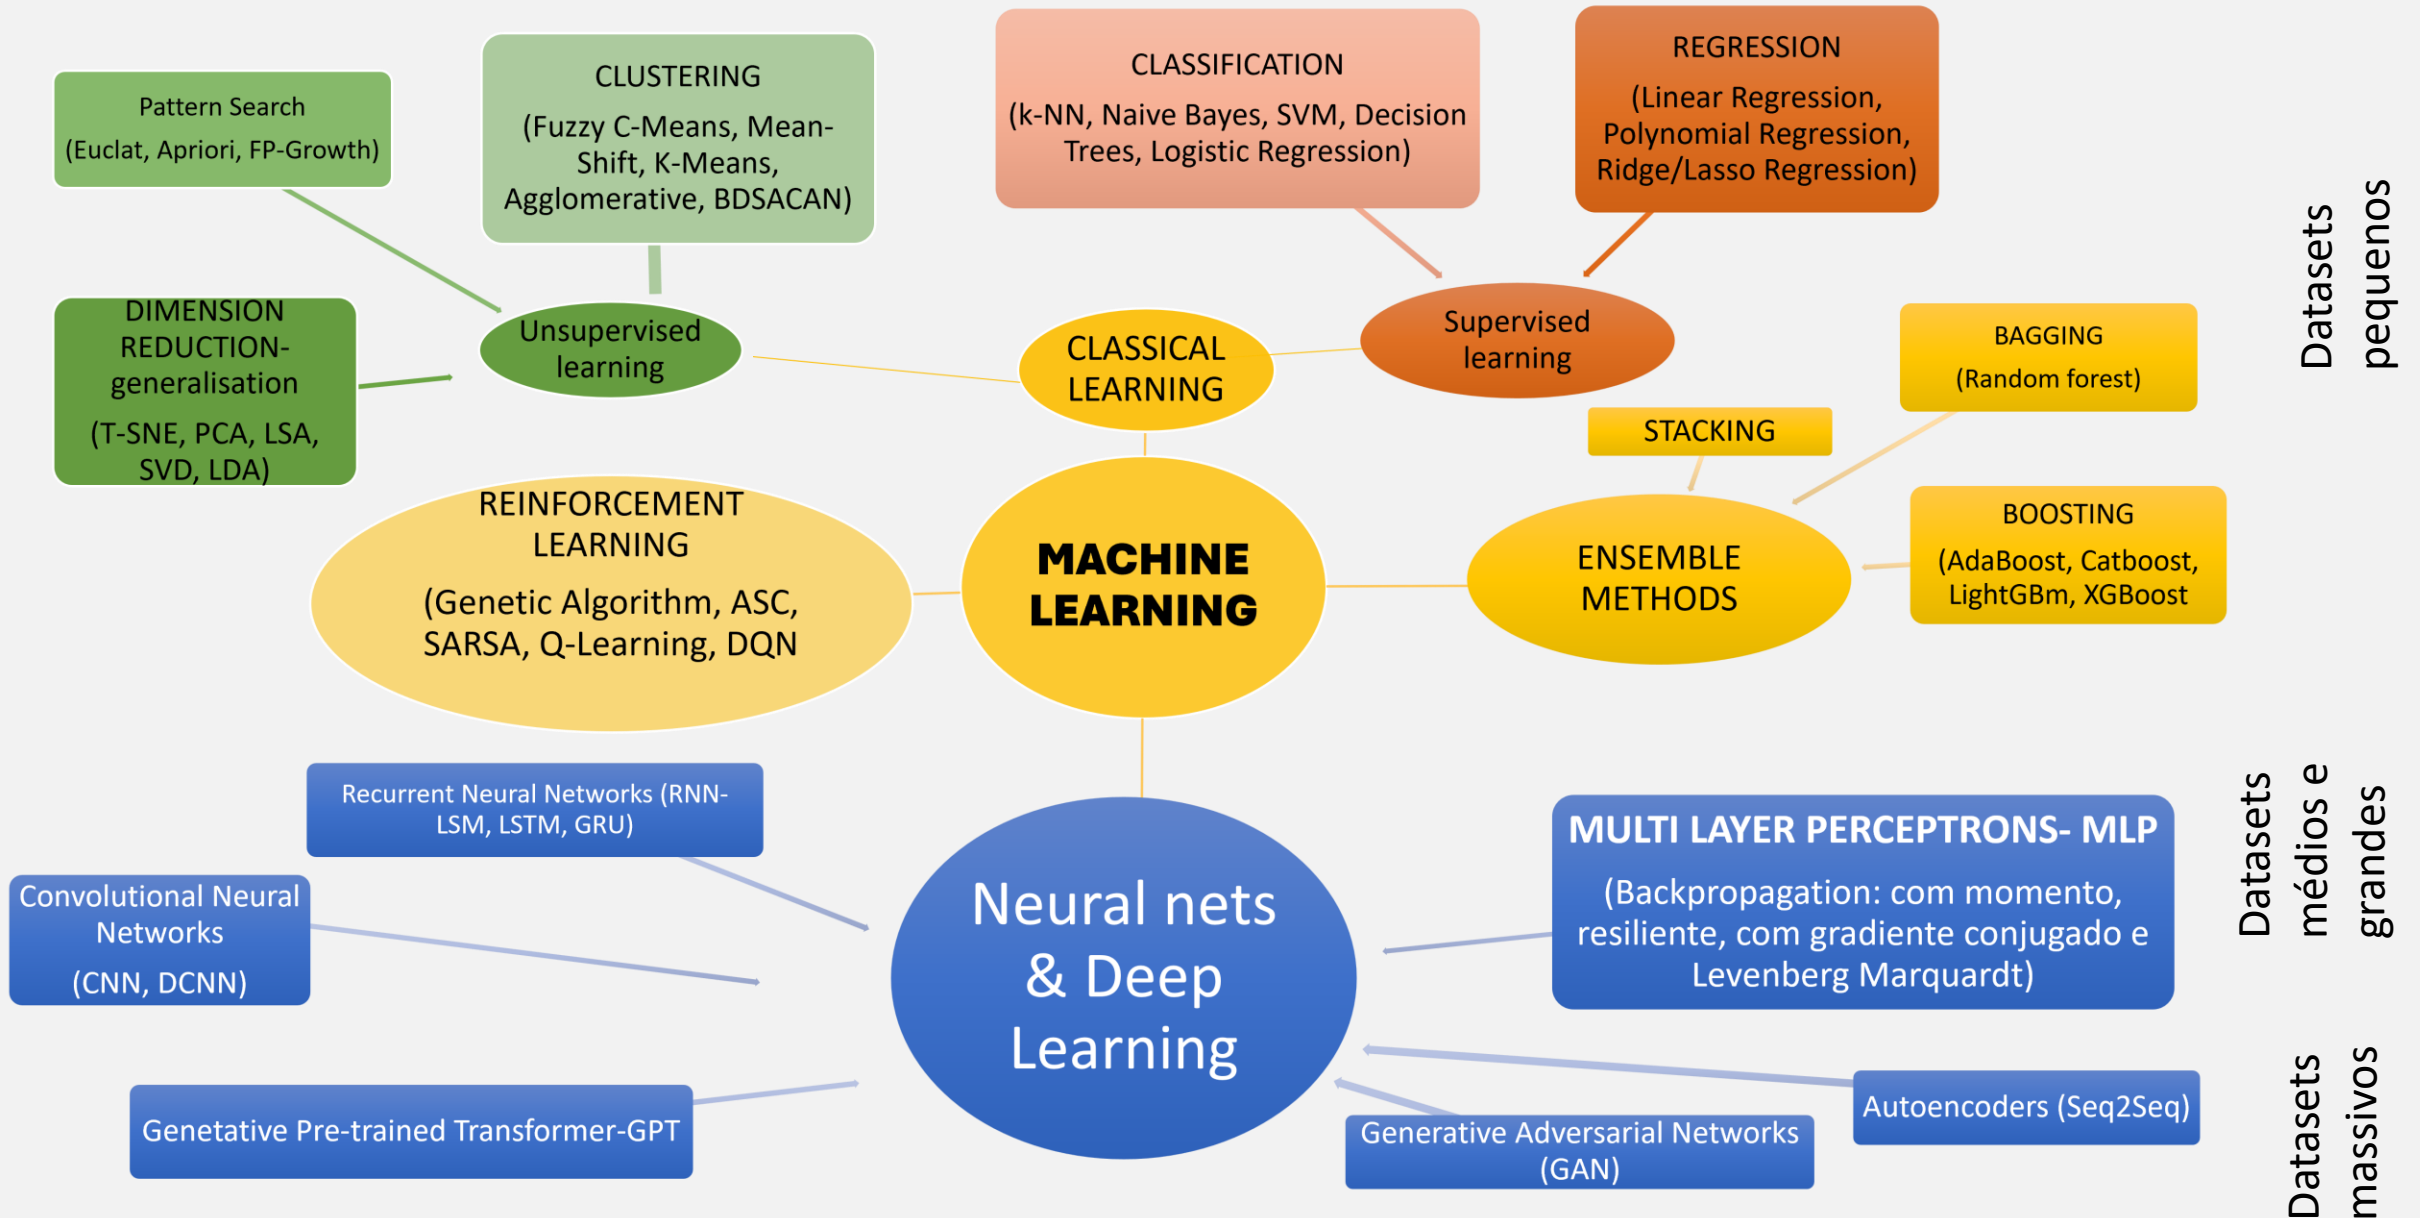 Pattern Search
(Euclat, Apriori, FP-Growth)
CLUSTERING
(Fuzzy C-Means, Mean-
Shift, K-Means,
Agglomerative, BDSACAN)
CLASSIFICATION
(k-NN, Naive Bayes, SVM, Decision
Trees, Logistic Regression)
REGRESSION
(Linear Regression,
Polynomial Regression,
Ridge/Lasso Regression)
Datasets
pequenos
DIMENSION
REDUCTION-
generalisation
(T-SNE, PCA, LSA,
SVD, LDA)
Unsupervised
learning
CLASSICAL
LEARNING
Supervised
learning
BAGGING
(Random forest)
STACKING
REINFORCEMENT
LEARNING
(Genetic Algorithm, ASC,
SARSA, Q-Learning, DQN
MACHINE
LEARNING
ENSEMBLE
METHODS
BOOSTING
(AdaBoost, Catboost,
LightGBm, XGBoost
Recurrent Neural Networks (RNN-
LSM, LSTM, GRU)
Convolutional Neural
Networks
(CNN, DCNN)
Neural nets
& Deep
Learning
MULTI LAYER PERCEPTRONS- MLP
(Backpropagation: com momento,
resiliente, com gradiente conjugado e
Levenberg Marquardt)
Datasets
médios e
grandes
Genetative Pre-trained Transformer-GPT
Generative Adversarial Networks
(GAN)
Autoencoders (Seq2Seq)
Datasets
massivos